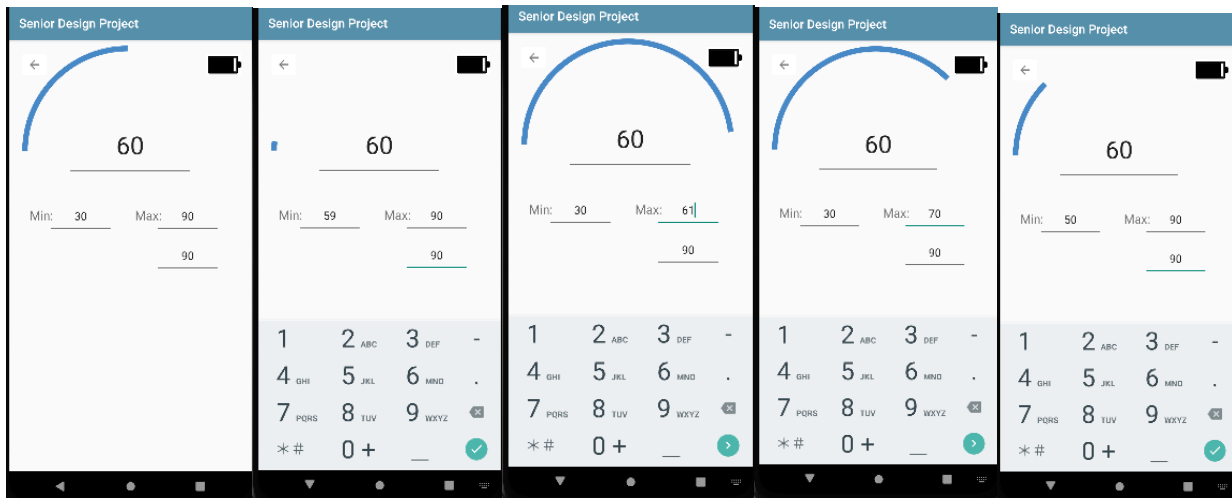 Senior Design Project
60
Min: 30 Max: 90
90
Senior Design Project
60
Min: 59 Max: 90
90
1 2 ABC 3 DEF -
4 GHI 5 JKL 6 MNO .
7 PQRS 8 TUV 9 WXYZ
*# 0 + _
Senior Design Project
60
Min: 30 Max: 61
90
1 2 ABC 3 DEF -
4 GHI 5 JKL 6 MNO .
7 PQRS 8 TUV 9 WXYZ
*# 0 + _
Senior Design Project
60
Min: 30 Max: 70
90
1 2 ABC 3 DEF -
4 GHI 5 JKL 6 MNO .
7 PQRS 8 TUV 9 WXYZ
*# 0 + _
Senior Design Project
60
Min: 50 Max: 90
90
1 2 ABC 3 DEF -
4 GHI 5 JKL 6 MNO .
7 PQRS 8 TUV 9 WXYZ
*# 0 + _